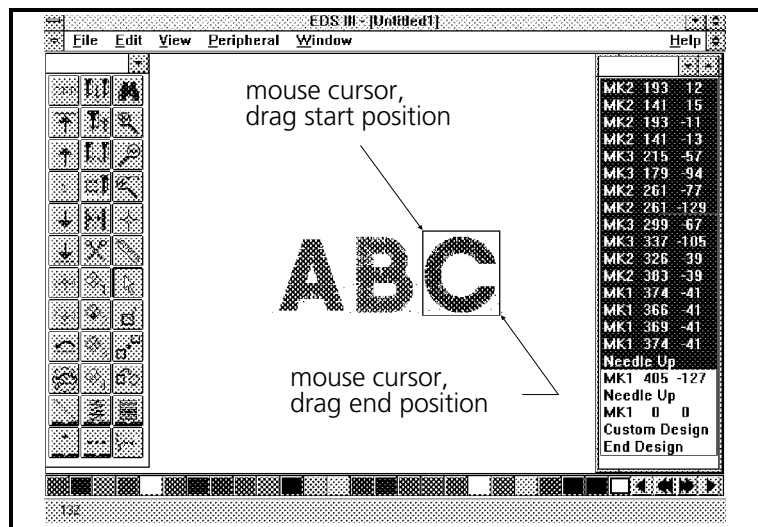 EDS III - [Untitled1]
File Edit View Peripheral Window Help
mouse cursor,
drag start position
ABC
mouse cursor,
drag end position
MK2 193 12
MK2 141 15
MK2 193 -11
MK2 141 -13
MK3 215 -57
MK3 179 -94
MK2 261 -77
MK2 261 -129
MK3 299 -67
MK3 337 -105
MK2 326 39
MK2 383 -39
MK1 374 -41
MK1 366 -41
MK1 369 -41
MK1 374 -41
Needle Up
MK1 405 -127
Needle Up
MK1 0 0
Custom Design
End Design
132